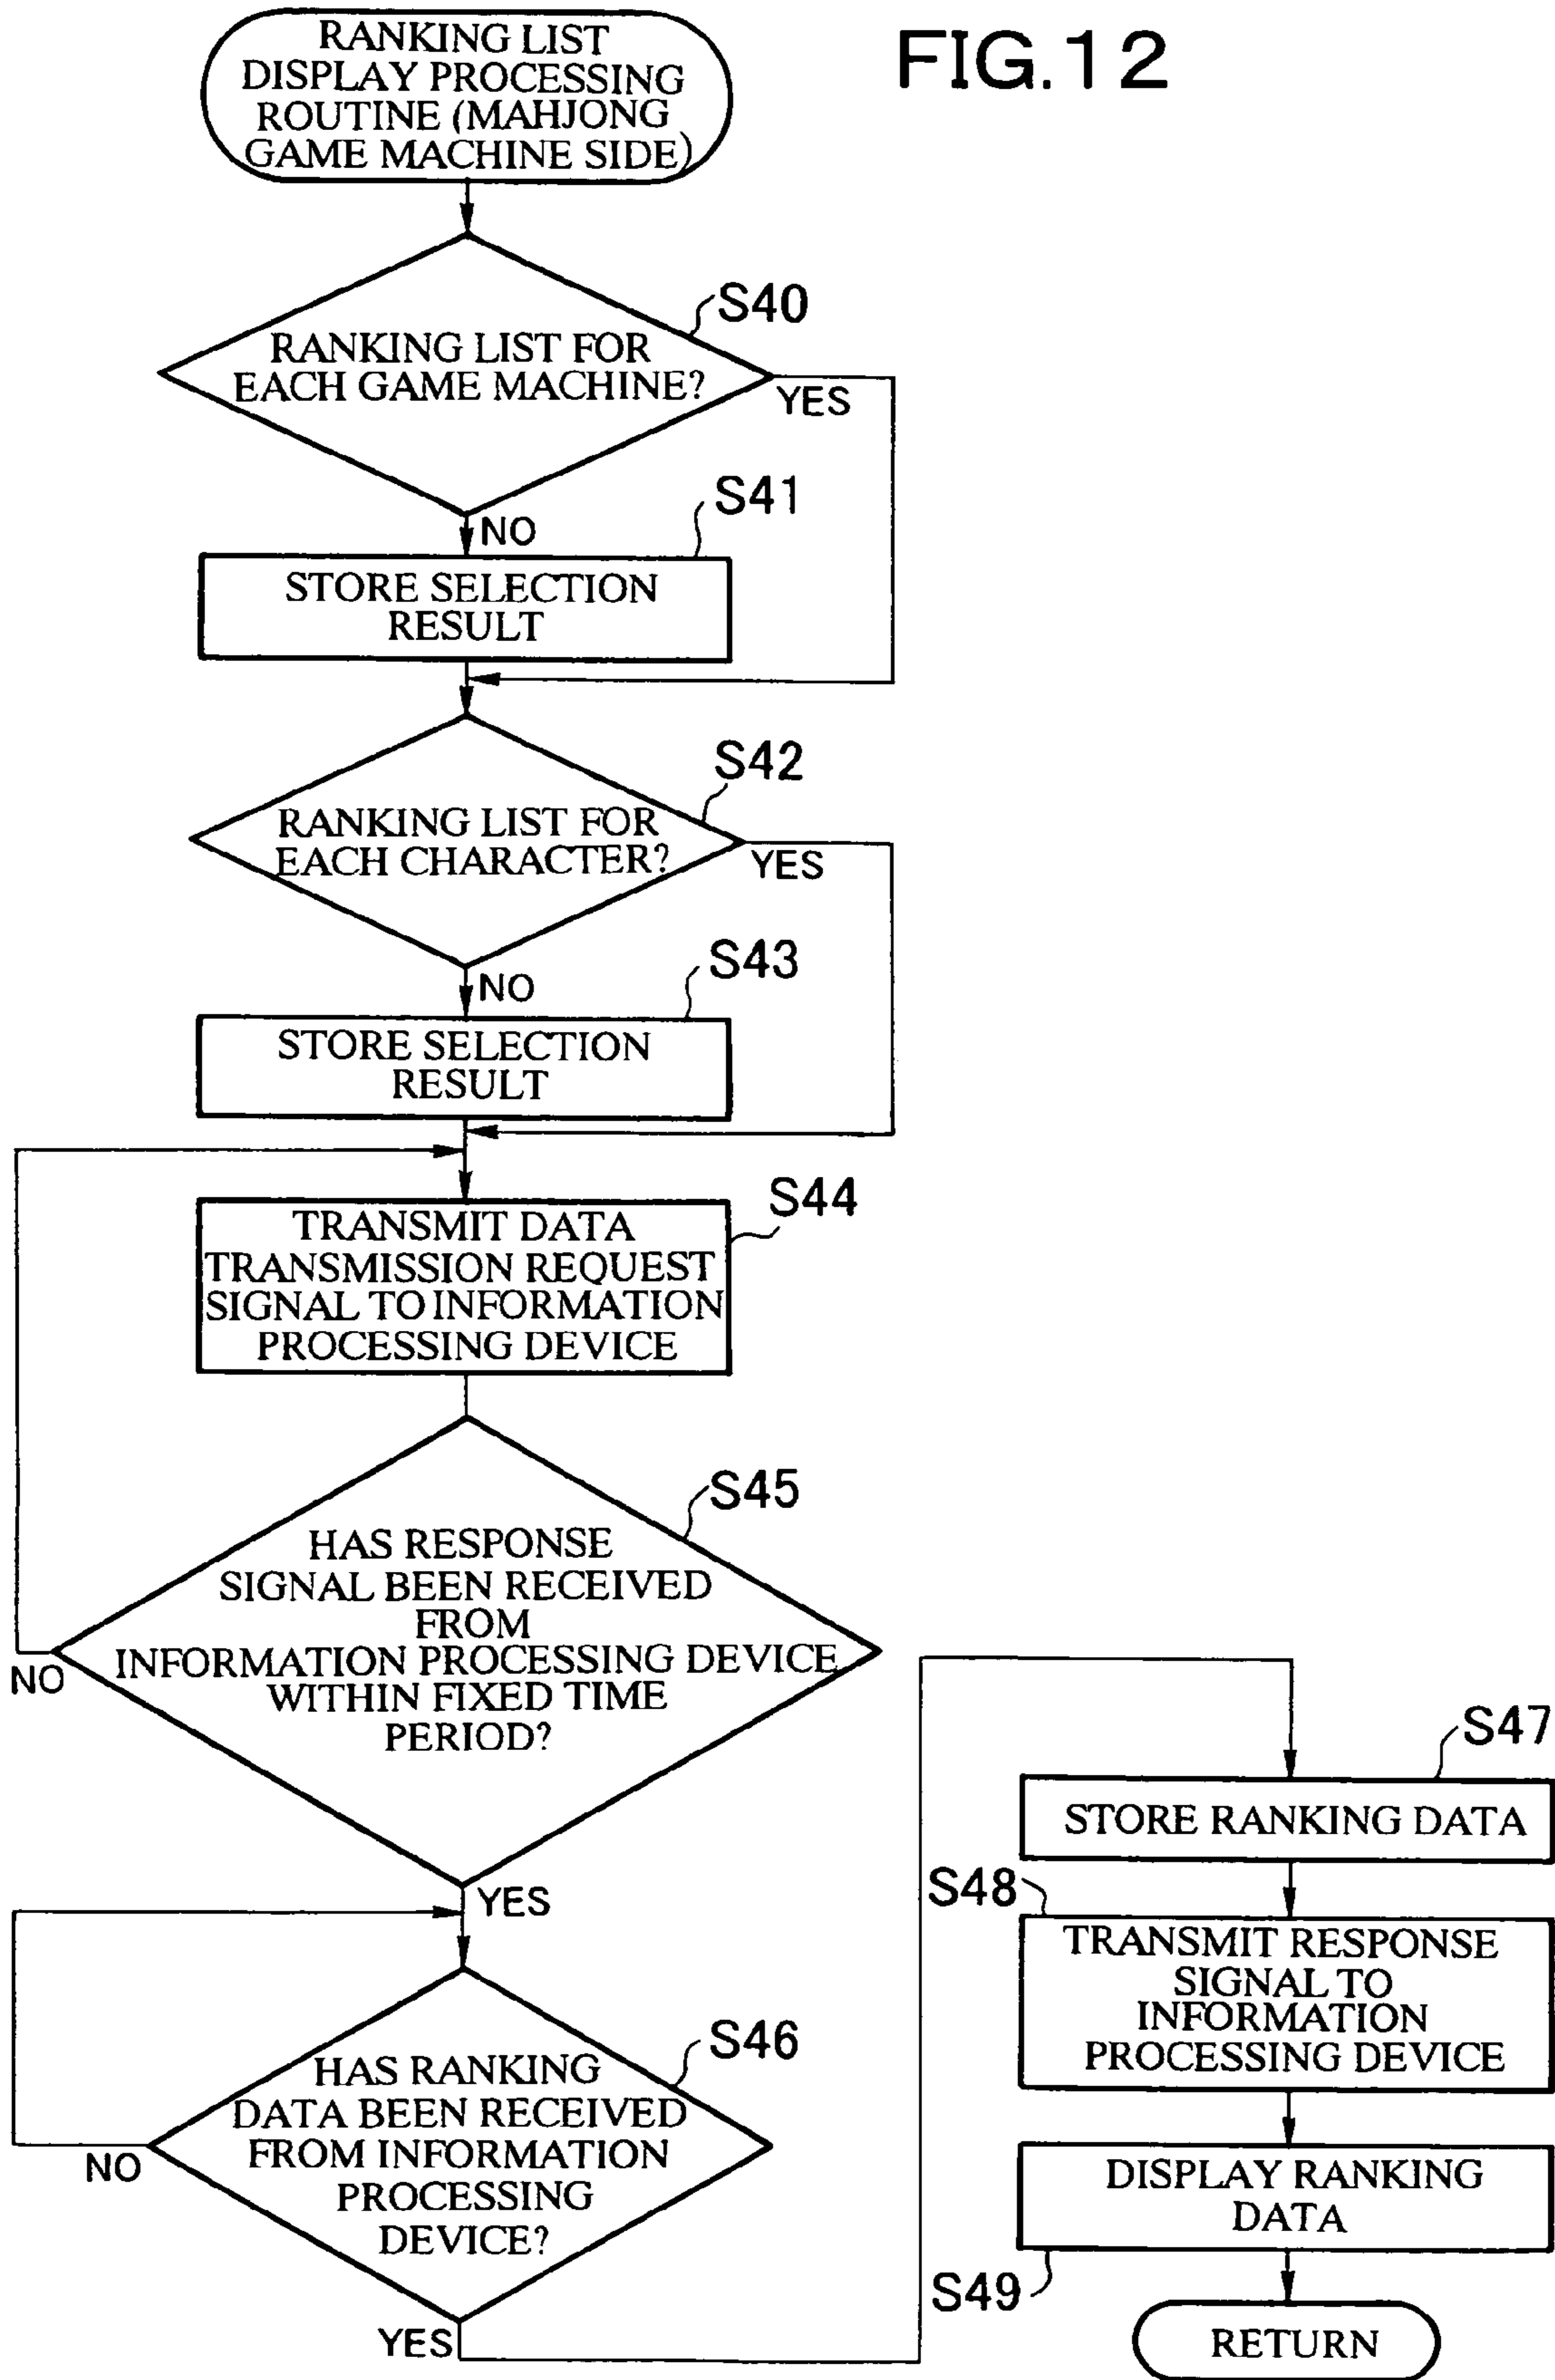 FIG.12
RANKING LIST
DISPLAY PROCESSING
ROUTINE (MAHJONG
GAME MACHINE SIDE)
S40
RANKING LIST FOR
EACH GAME MACHINE?
YES
NO
S41
STORE SELECTION
RESULT
S42
RANKING LIST FOR
EACH CHARACTER?
YES
NO
S43
STORE SELECTION
RESULT
S44
TRANSMIT DATA
TRANSMISSION REQUEST
SIGNAL TO INFORMATION
PROCESSING DEVICE
S45
HAS RESPONSE
SIGNAL BEEN RECEIVED
FROM
INFORMATION PROCESSING DEVICE
WITHIN FIXED TIME
PERIOD?
NO
YES
S46
HAS RANKING
DATA BEEN RECEIVED
FROM INFORMATION
PROCESSING
DEVICE?
NO
YES
S47
STORE RANKING DATA
S48
TRANSMIT RESPONSE
SIGNAL TO
INFORMATION
PROCESSING DEVICE
DISPLAY RANKING
DATA
S49
RETURN